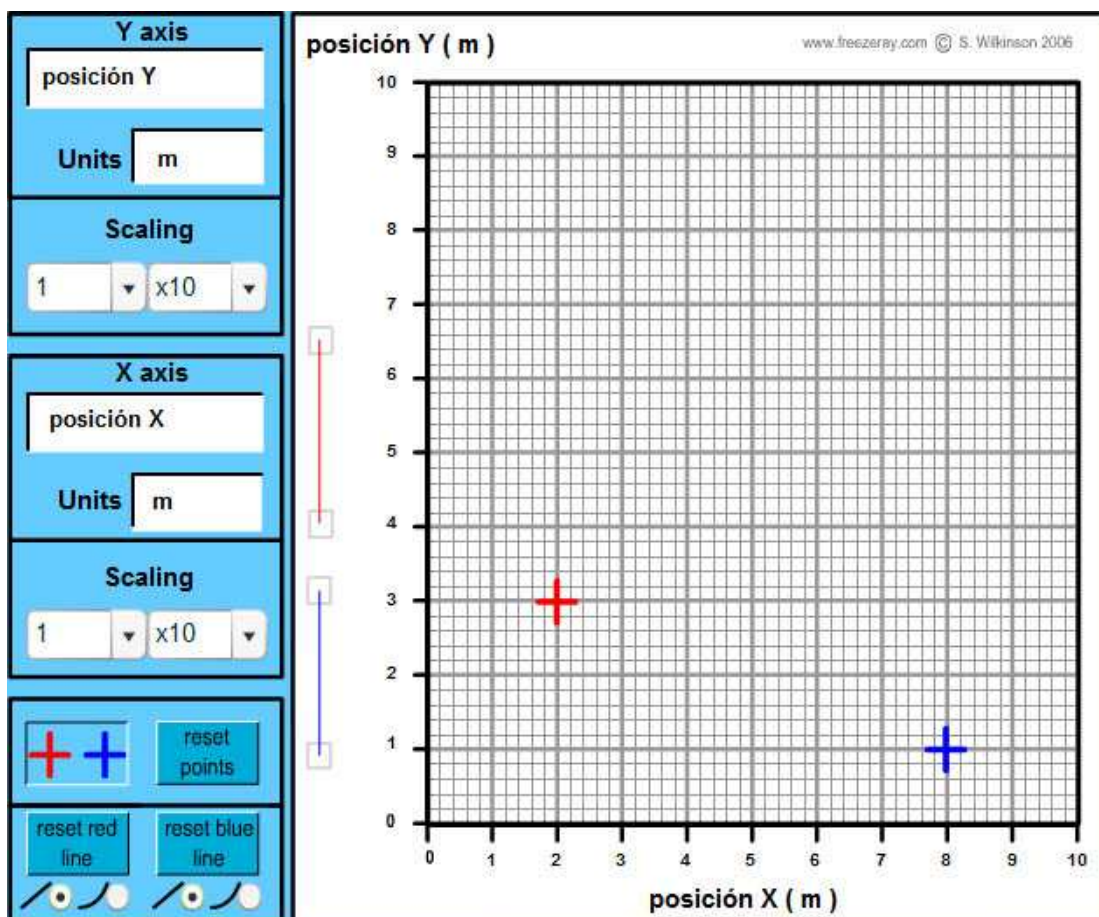 Y axis
posición Y
Units m
Scaling
1 x10
X axis
posición X
Units m
Scaling
1 x10
reset
points
reset red
line
reset blue
line
posición Y ( m )
www.freezeray.com © S. Wilkinson 2006
10
9
8
7
6
5
4
3
2
1
0
0 1 2 3 4 5 6 7 8 9 10
posición X ( m )